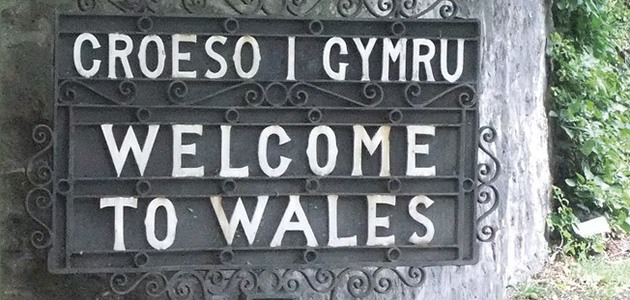 CROESO I GYMRU
WELCOME
TO WALES